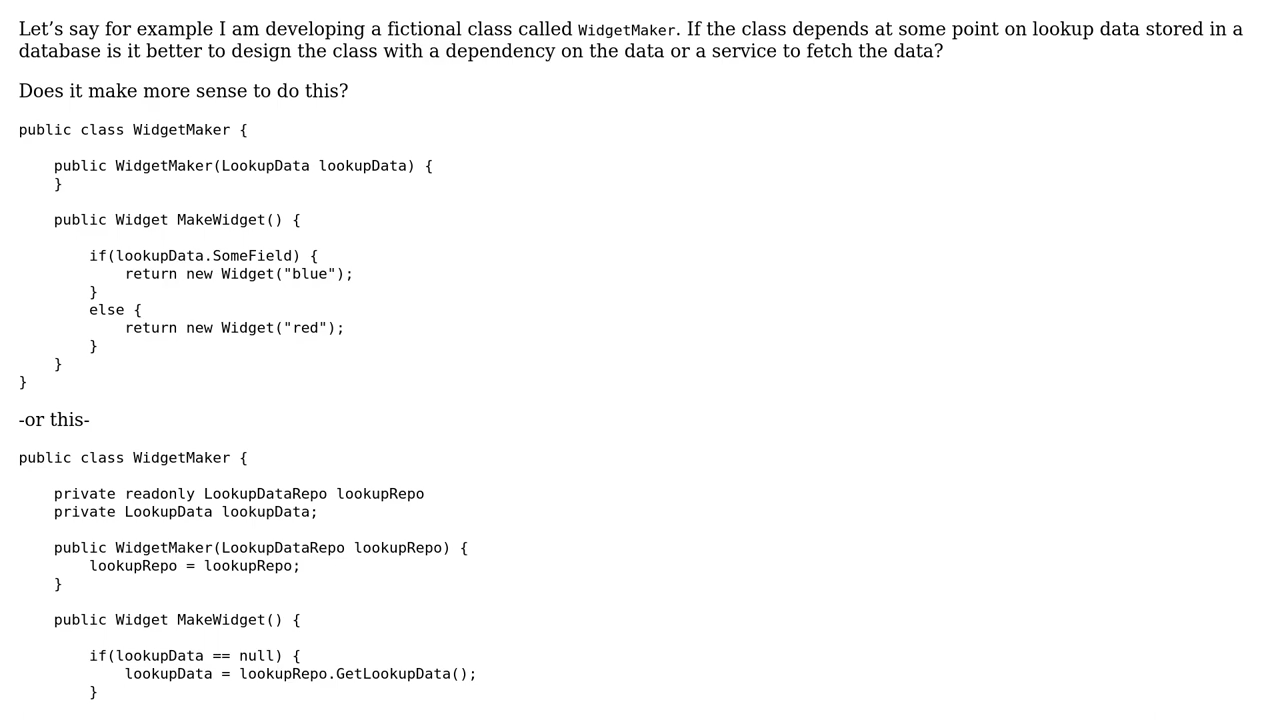 Let’s say for example I am developing a fictional class called WidgetMaker. If the class depends at some point on lookup data stored in a
database is it better to design the class with a dependency on the data or a service to fetch the data?
Does it make more sense to do this?
public class WidgetMaker {
    public WidgetMaker(LookupData lookupData) {
    }
    public Widget MakeWidget() {
        if(lookupData.SomeField) {
            return new Widget("blue");
        }
        else {
            return new Widget("red");
        }
    }
}
-or this-
public class WidgetMaker {
    private readonly LookupDataRepo lookupRepo
    private LookupData lookupData;
    public WidgetMaker(LookupDataRepo lookupRepo) {
        lookupRepo = lookupRepo;
    }
    public Widget MakeWidget() {
        if(lookupData == null) {
            lookupData = lookupRepo.GetLookupData();
        }